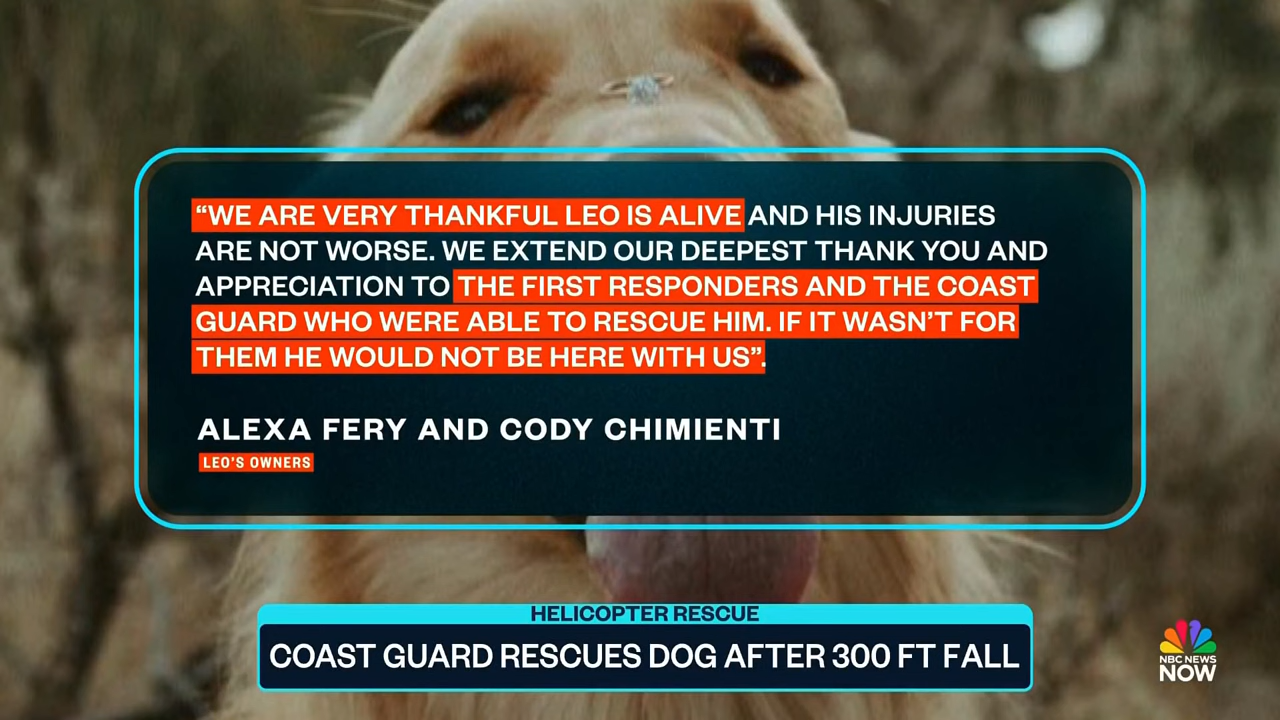 “WE ARE VERY THANKFUL LEO IS ALIVE AND HIS INJURIES
ARE NOT WORSE. WE EXTEND OUR DEEPEST THANK YOU AND
APPRECIATION TO THE FIRST RESPONDERS AND THE COAST
GUARD WHO WERE ABLE TO RESCUE HIM. IF IT WASN’T FOR
THEM HE WOULD NOT BE HERE WITH US”.
ALEXA FERY AND CODY CHIMIENTI
LEO’S OWNERS
HELICOPTER RESCUE
COAST GUARD RESCUES DOG AFTER 300 FT FALL
NBC NEWS
NOW